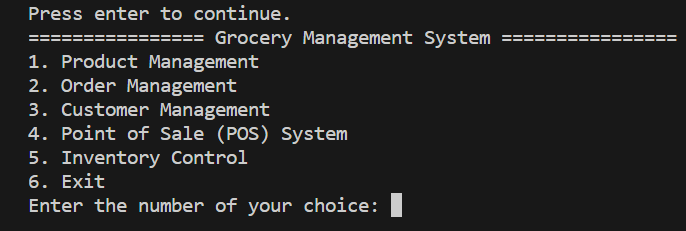 Press enter to continue.
================ Grocery Management System ================
1. Product Management
2. Order Management
3. Customer Management
4. Point of Sale (POS) System
5. Inventory Control
6. Exit
Enter the number of your choice: